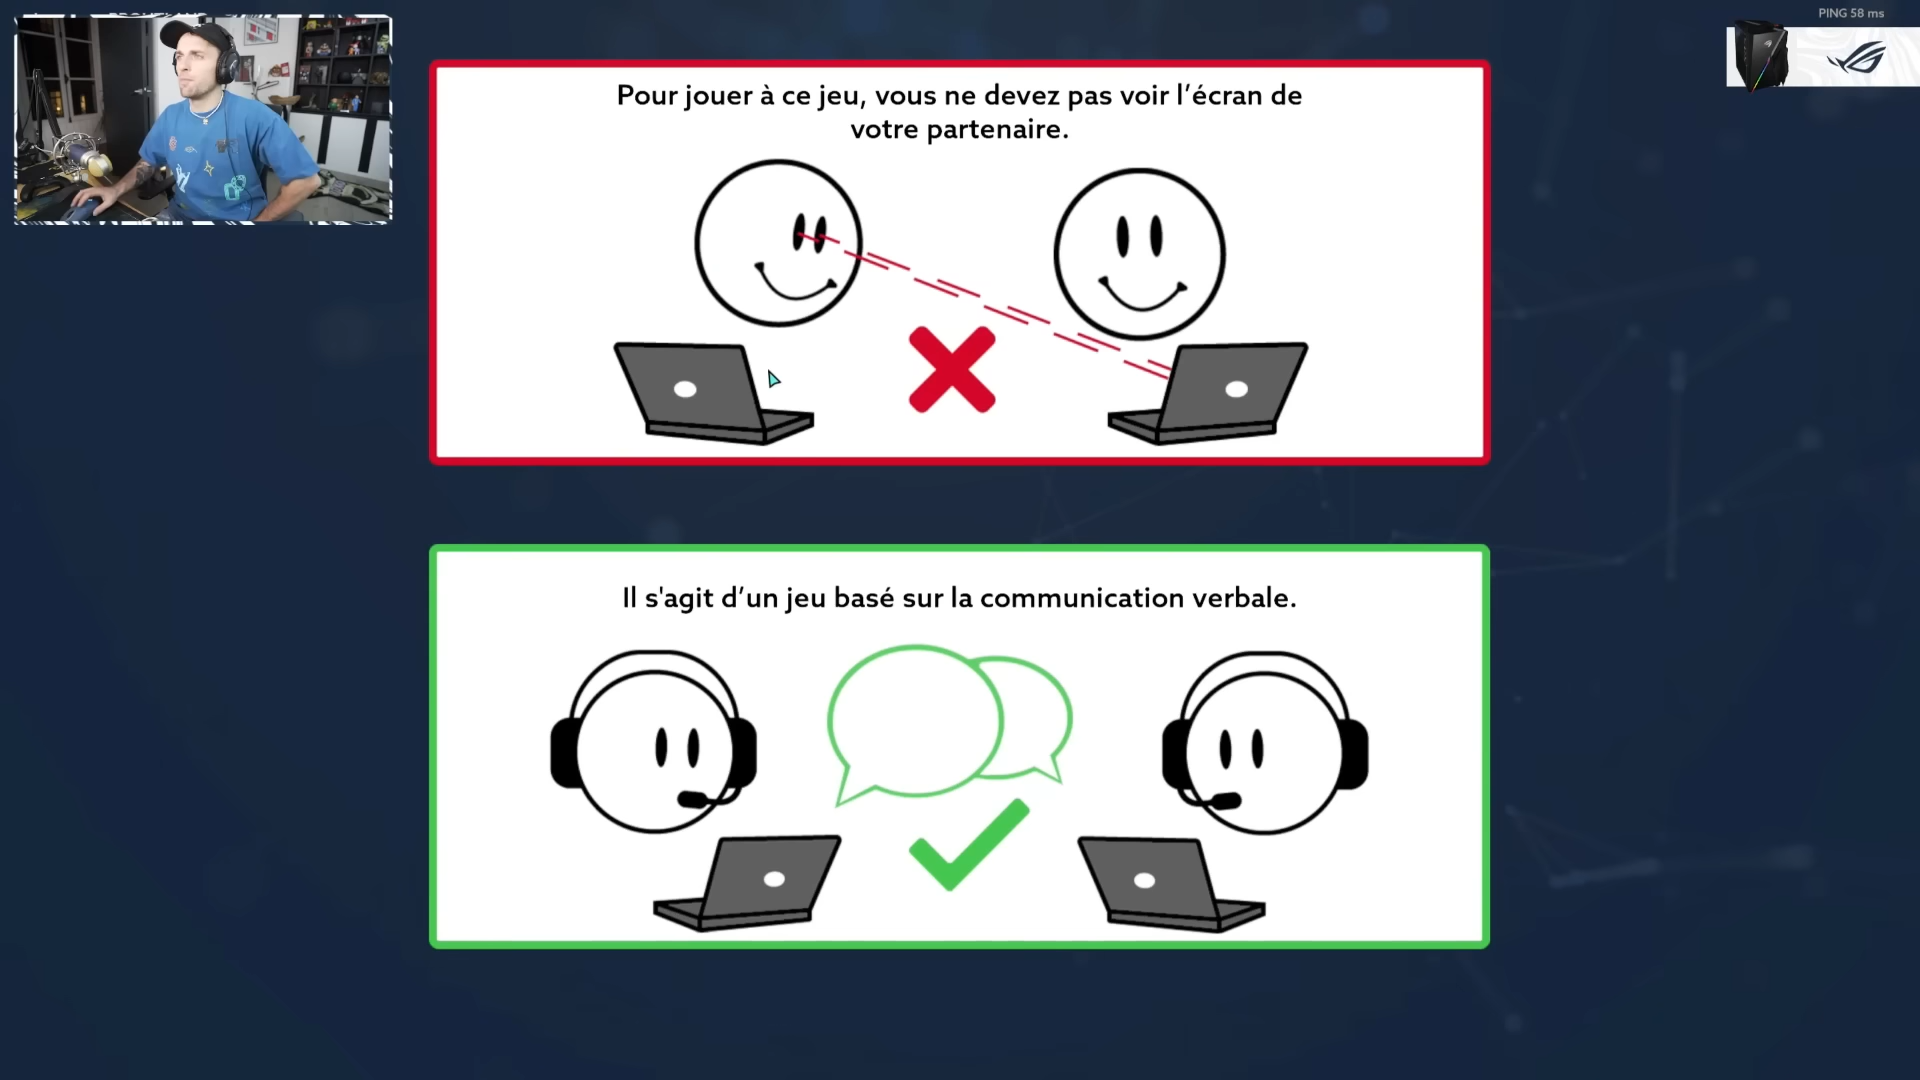 PING 58 ms
Pour jouer à ce jeu, vous ne devez pas voir l’écran de
votre partenaire.
Il s'agit d’un jeu basé sur la communication verbale.